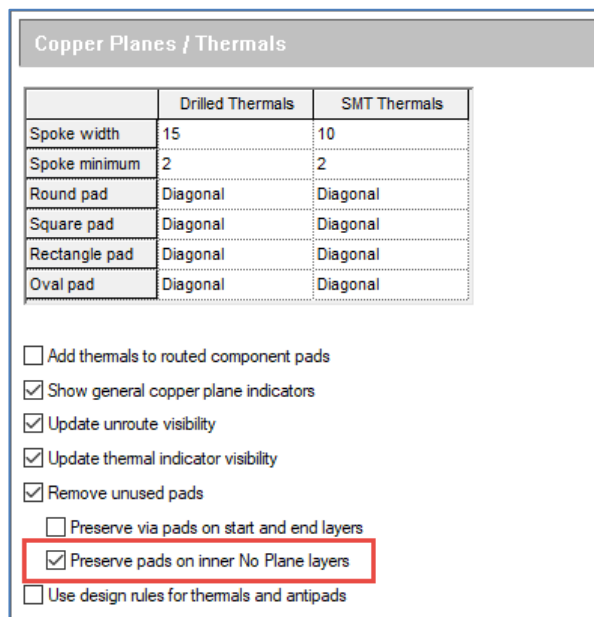 Copper Planes / Thermals
Drilled Thermals SMT Thermals
Spoke width 15 10
Spoke minimum 2 2
Round pad Diagonal Diagonal
Square pad Diagonal Diagonal
Rectangle pad Diagonal Diagonal
Oval pad Diagonal Diagonal
Add thermals to routed component pads
Show general copper plane indicators
Update unroute visibility
Update thermal indicator visibility
Remove unused pads
Preserve via pads on start and end layers
Preserve pads on inner No Plane layers
Use design rules for thermals and antipads